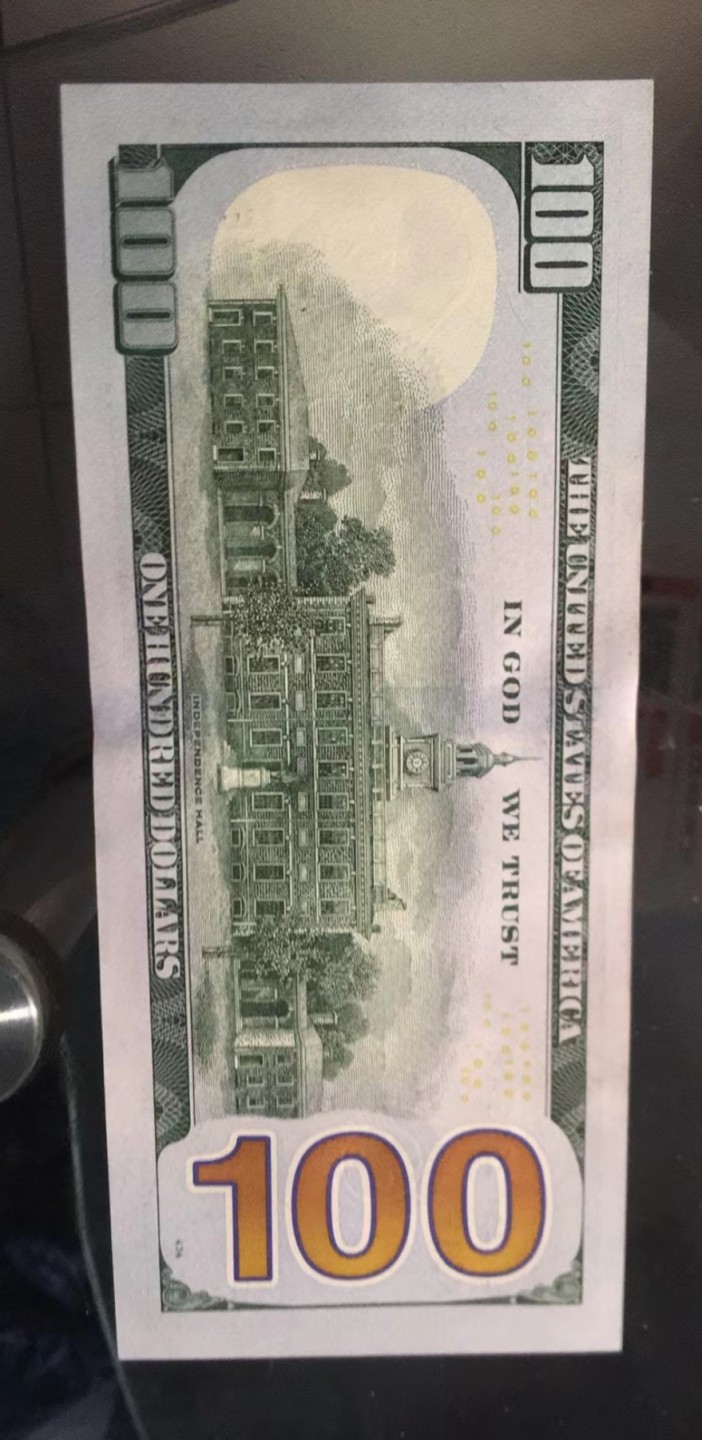 100
THE UNITED STATES OF AMERICA
100
IN GOD WE TRUST
INDEPENDENCE HALL
ONE HUNDRED DOLLARS
100